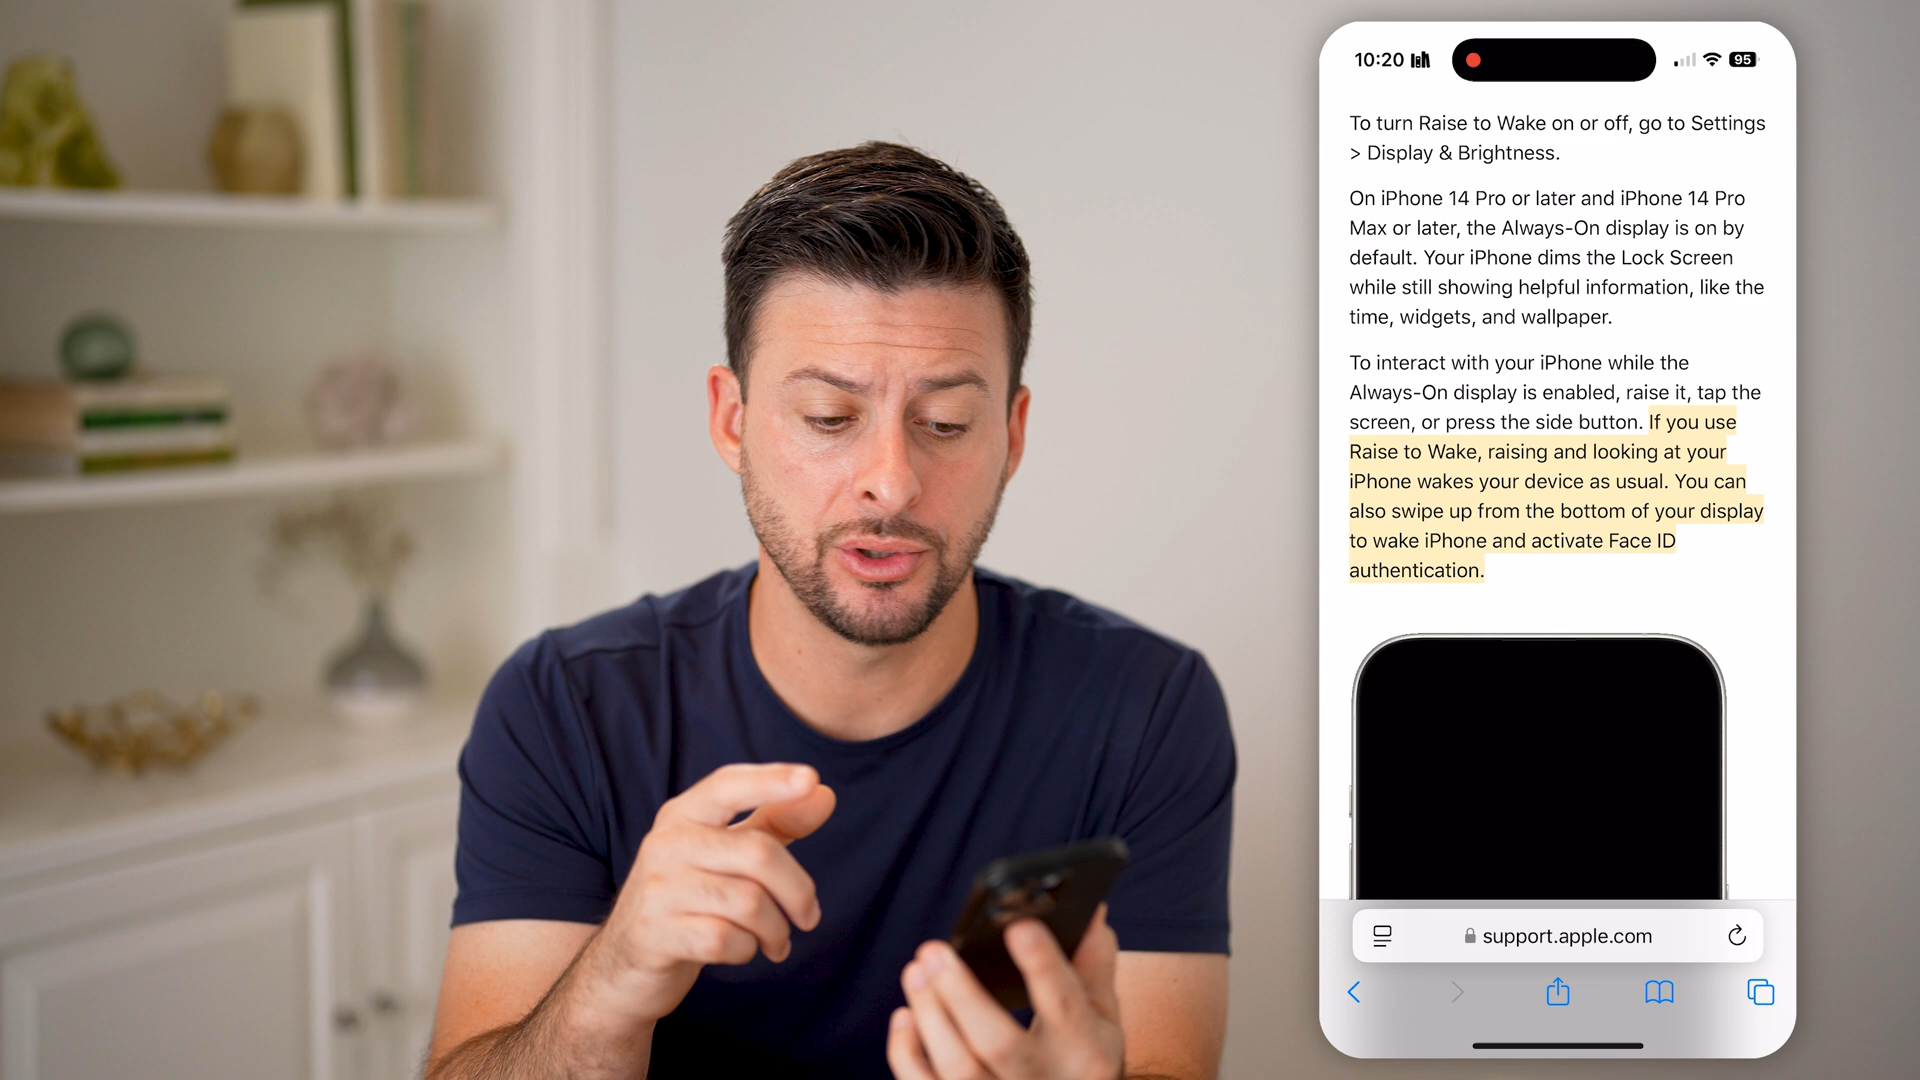 10:20
95
To turn Raise to Wake on or off, go to Settings
> Display & Brightness.
On iPhone 14 Pro or later and iPhone 14 Pro
Max or later, the Always-On display is on by
default. Your iPhone dims the Lock Screen
while still showing helpful information, like the
time, widgets, and wallpaper.
To interact with your iPhone while the
Always-On display is enabled, raise it, tap the
screen, or press the side button. If you use
Raise to Wake, raising and looking at your
iPhone wakes your device as usual. You can
also swipe up from the bottom of your display
to wake iPhone and activate Face ID
authentication.
support.apple.com